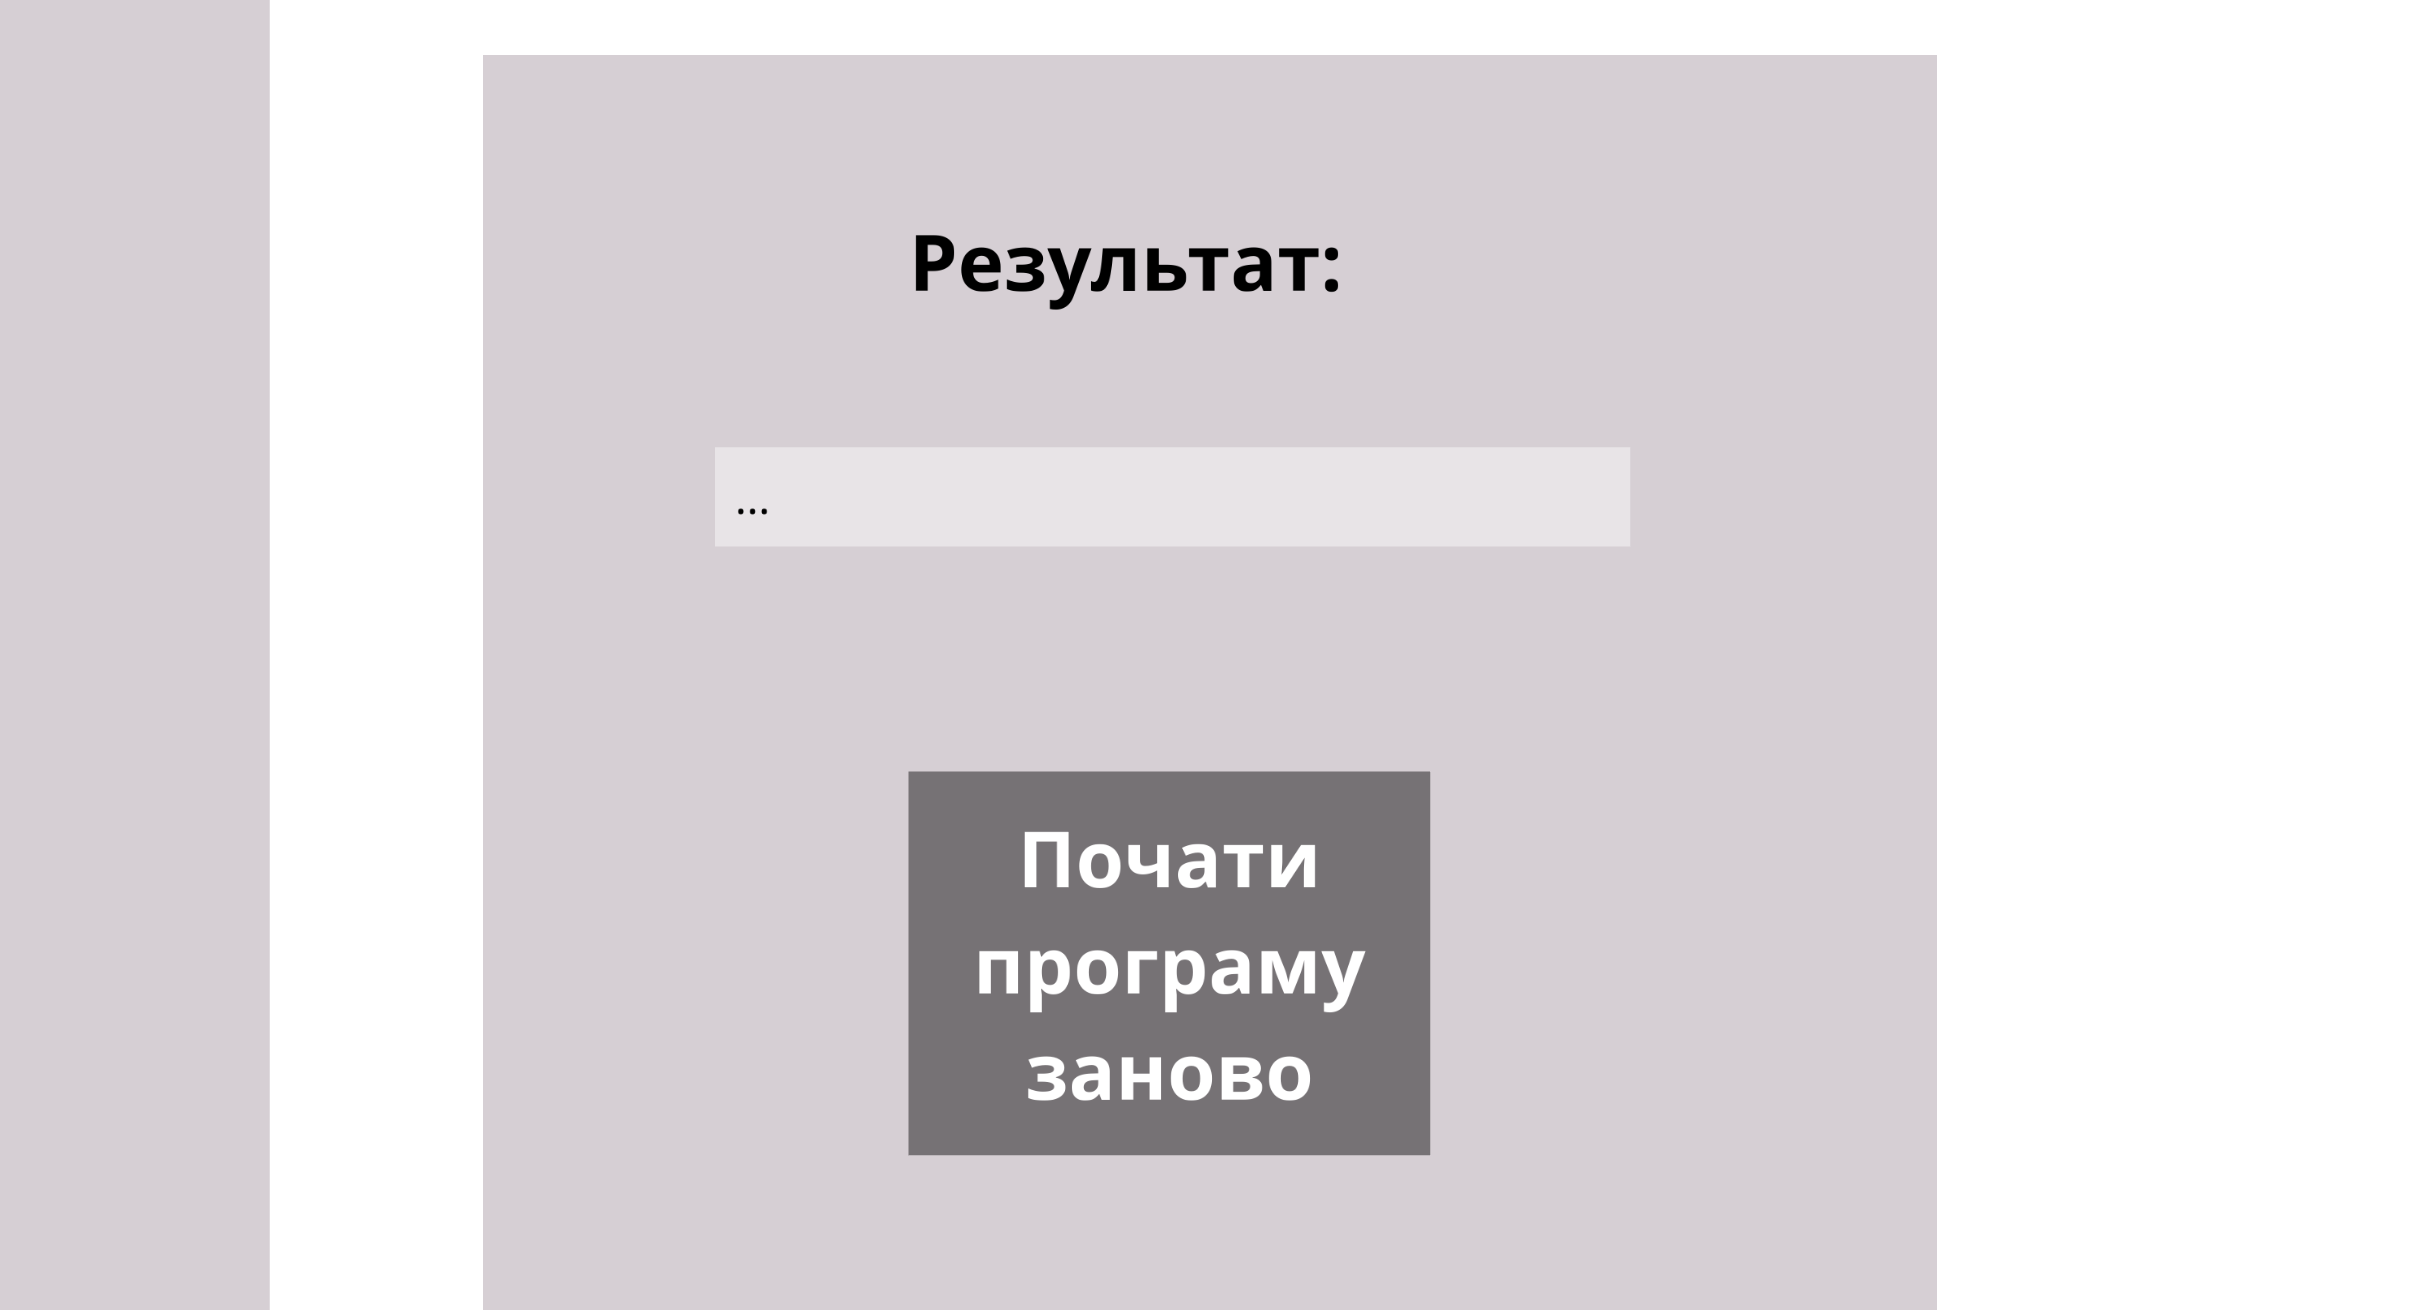 Результат:
...
Почати
програму
заново